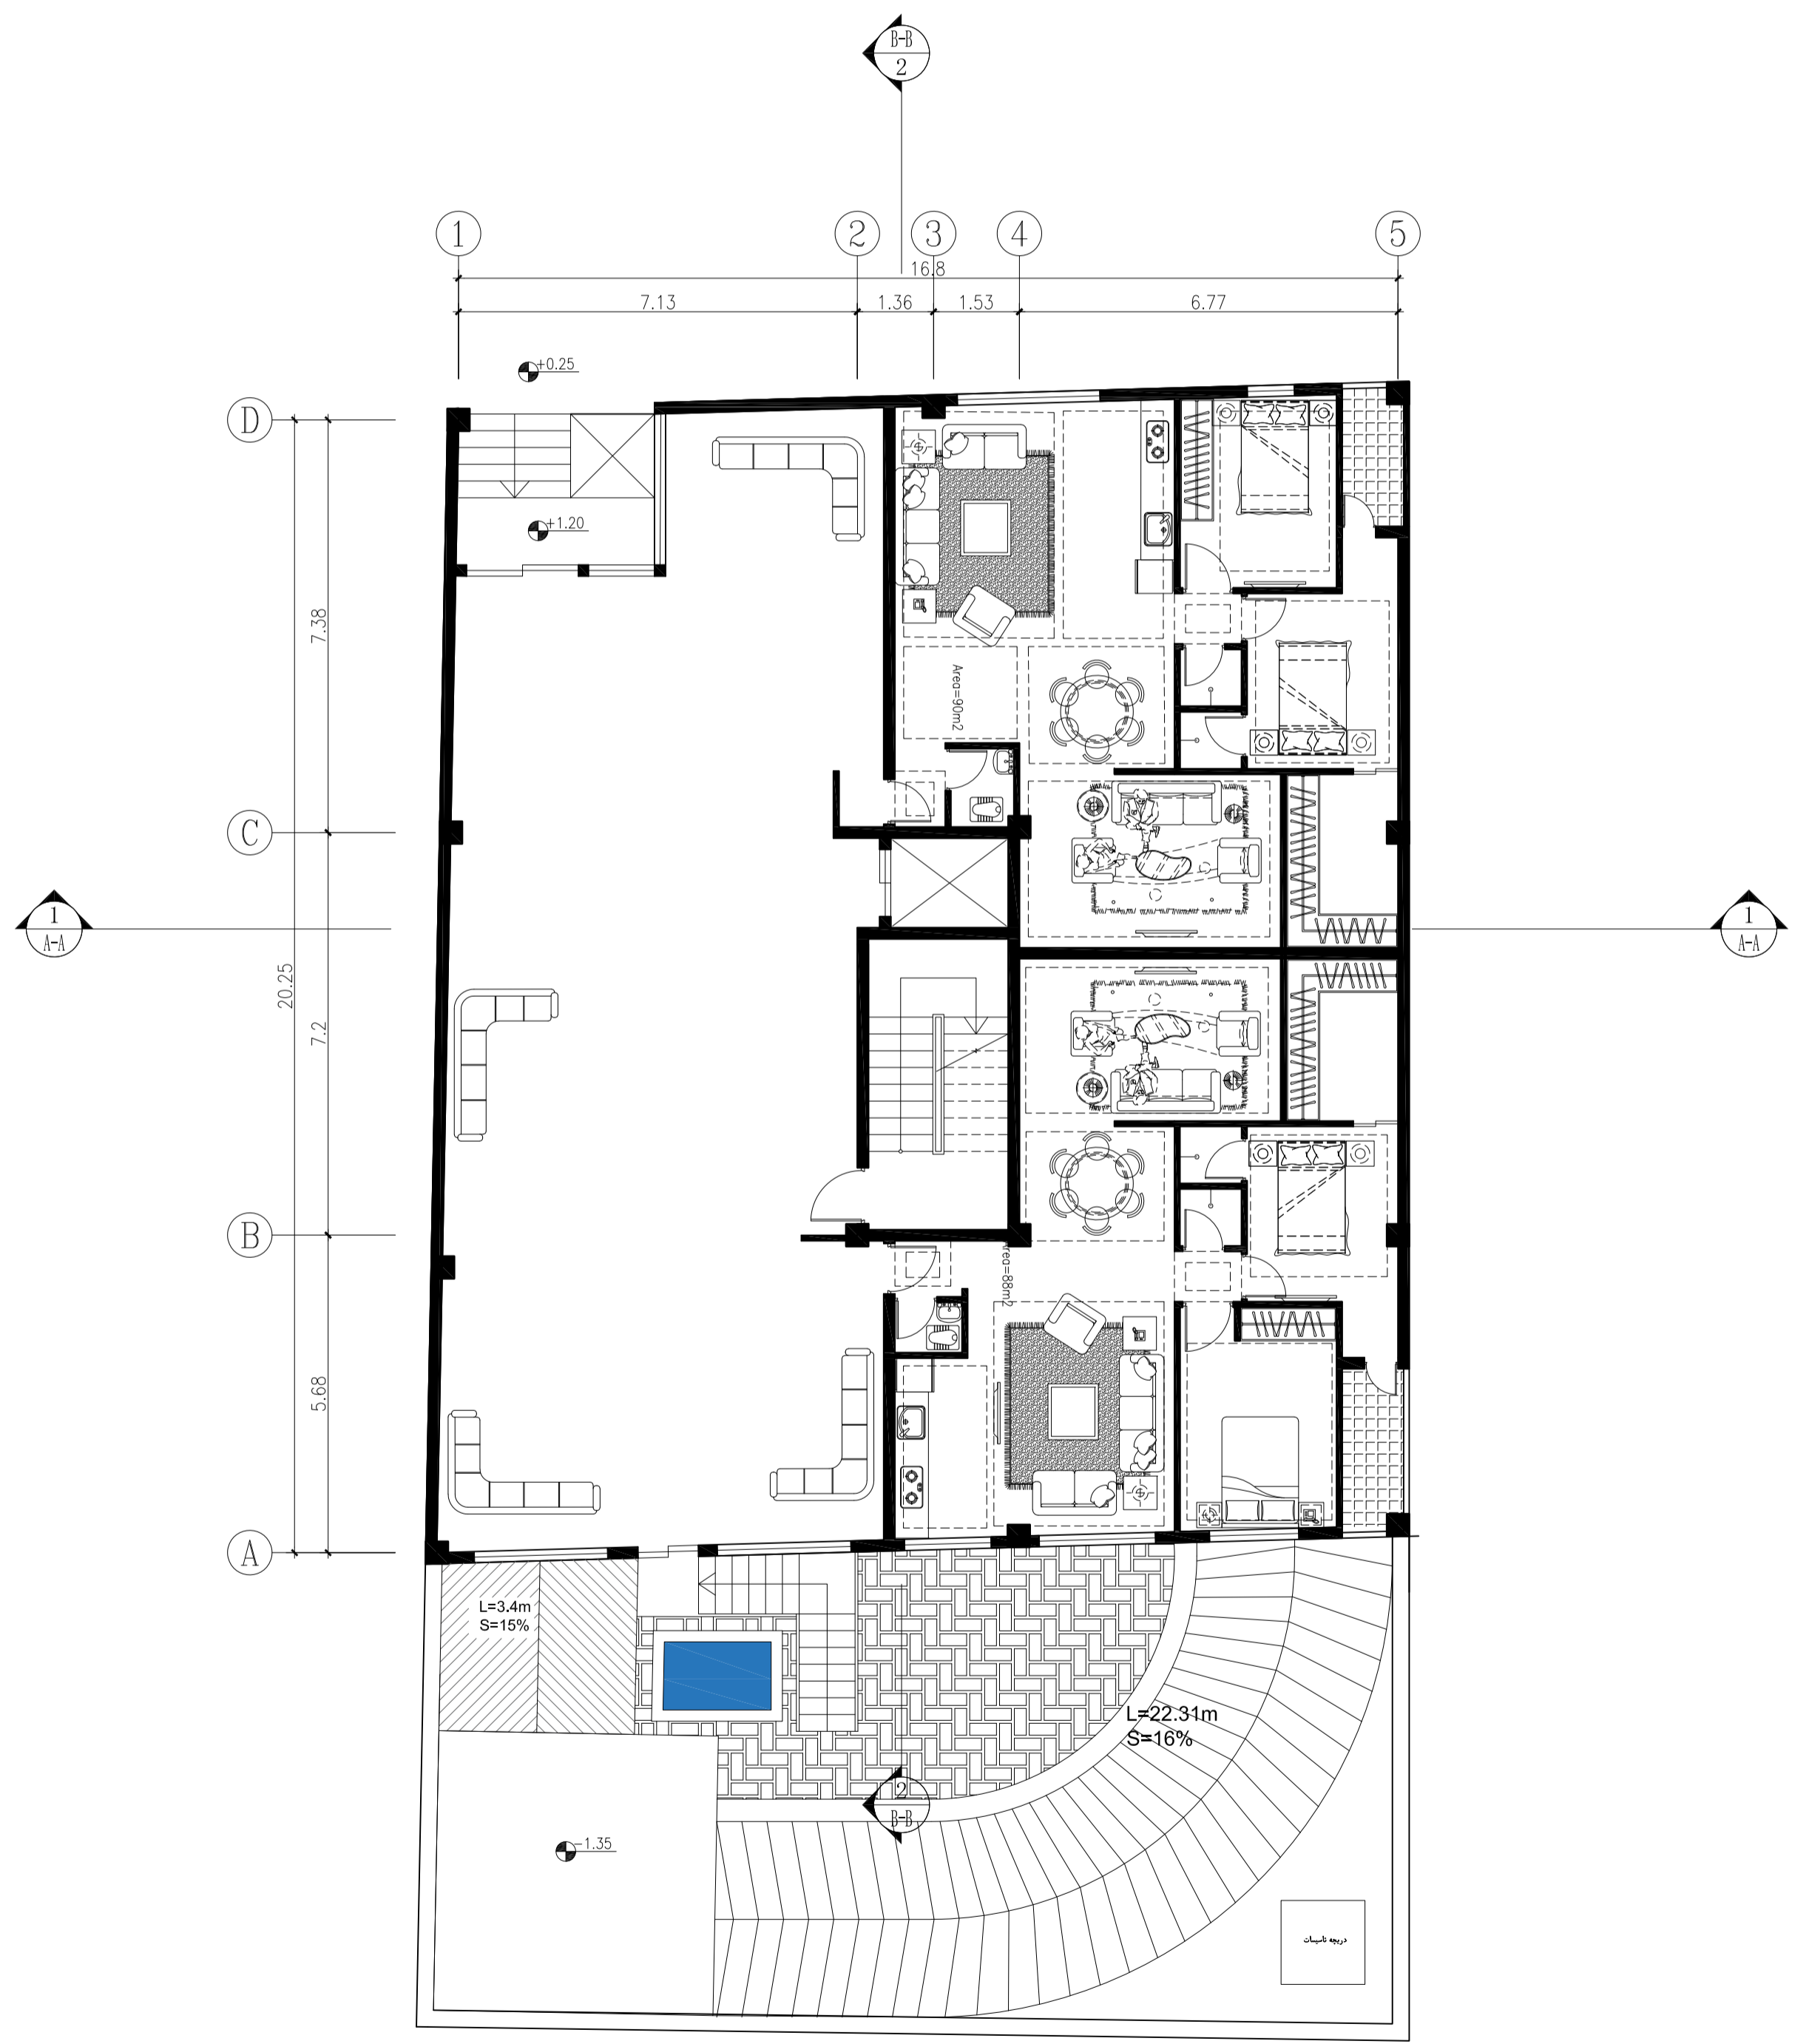 B-B
2
1
2
3
4
5
16.8
7.13
1.36
1.53
6.77
+0.25
D
+1.20
7.38
Area=90m2
C
1
A-A
1
A-A
20.25
7.2
B
Area=88m2
5.68
A
L=3.4m
S=15%
L=22.31m
S=16%
2
B-B
-1.35
دریچه تاسیسات